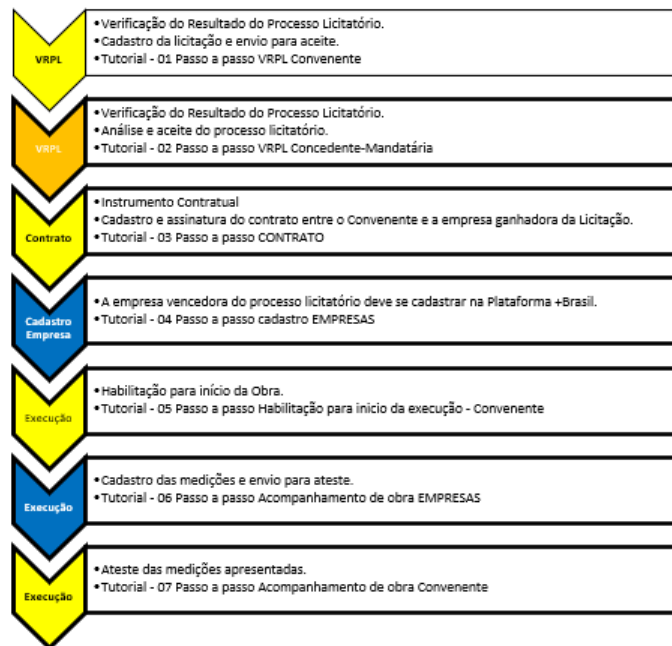 VRPL
•Verificação do Resultado do Processo Licitatório.
•Cadastro da licitação e envio para aceite.
•Tutorial - 01 Passo a passo VRPL Convenente
VRPL
•Verificação do Resultado do Processo Licitatório.
•Análise e aceite do processo licitatório.
•Tutorial - 02 Passo a passo VRPL Concedente-Mandatária
Contrato
•Instrumento Contratual
•Cadastro e assinatura do contrato entre o Convenente e a empresa ganhadora da Licitação.
•Tutorial - 03 Passo a passo CONTRATO
Cadastro
Empresa
•A empresa vencedora do processo licitatório deve se cadastrar na Plataforma +Brasil.
•Tutorial - 04 Passo a passo cadastro EMPRESAS
Execução
•Habilitação para início da Obra.
•Tutorial - 05 Passo a passo Habilitação para inicio da execução - Convenente
Execução
•Cadastro das medições e envio para ateste.
•Tutorial - 06 Passo a passo Acompanhamento de obra EMPRESAS
Execução
•Ateste das medições apresentadas.
•Tutorial - 07 Passo a passo Acompanhamento de obra Convenente